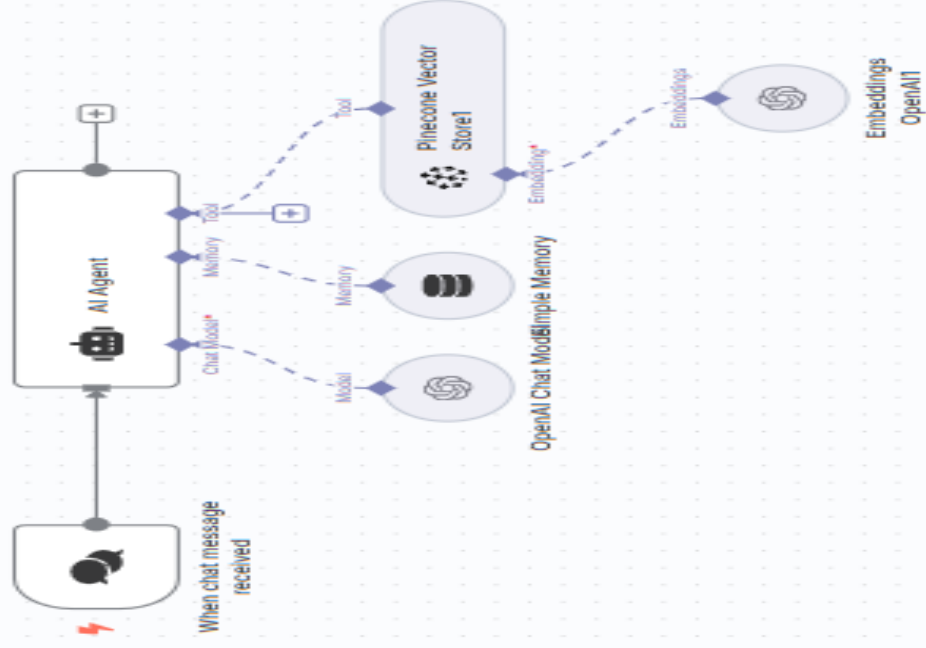 When chat message
received
AI Agent
Chat Model*
Memory
Tool
Model
Memory
Tool
OpenAI Chat Model
Simple Memory
Pinecone Vector
Store1
Embedding*
Embeddings
Embeddings
OpenAI1